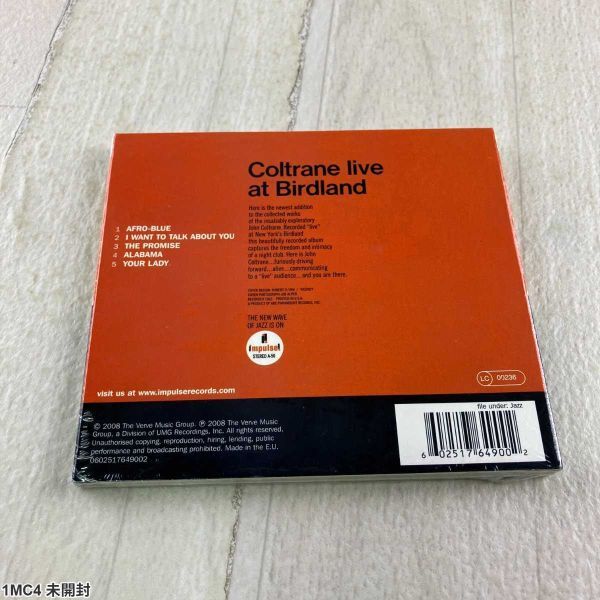 Coltrane live
at Birdland
Here is the newest addition
to the collected works
of the insatiably exploratory
John Coltrane. Recorded "live"
at New York's Birdland
this beautifully recorded album
captures the freedom and intimacy
of a night club. Here is John
Coltrane...furiously driving
forward...alive...communicating
to a "live" audience...and you are there.
1 AFRO-BLUE
2 I WANT TO TALK ABOUT YOU
3 THE PROMISE
4 ALABAMA
5 YOUR LADY
THE NEW WAVE
OF JAZZ IS ON
impulse!
STEREO A-50
LC 00236
visit us at www.impulserecords.com
file under: Jazz
© 2008 The Verve Music Group. ℗ 2008 The Verve Music
Group, a Division of UMG Recordings, Inc. All rights reserved.
Unauthorised copying, reproduction, hiring, lending, public
performance and broadcasting prohibited. Made in the E.U.
0602517649002
6 02517 64900 2
1MC4 未開封